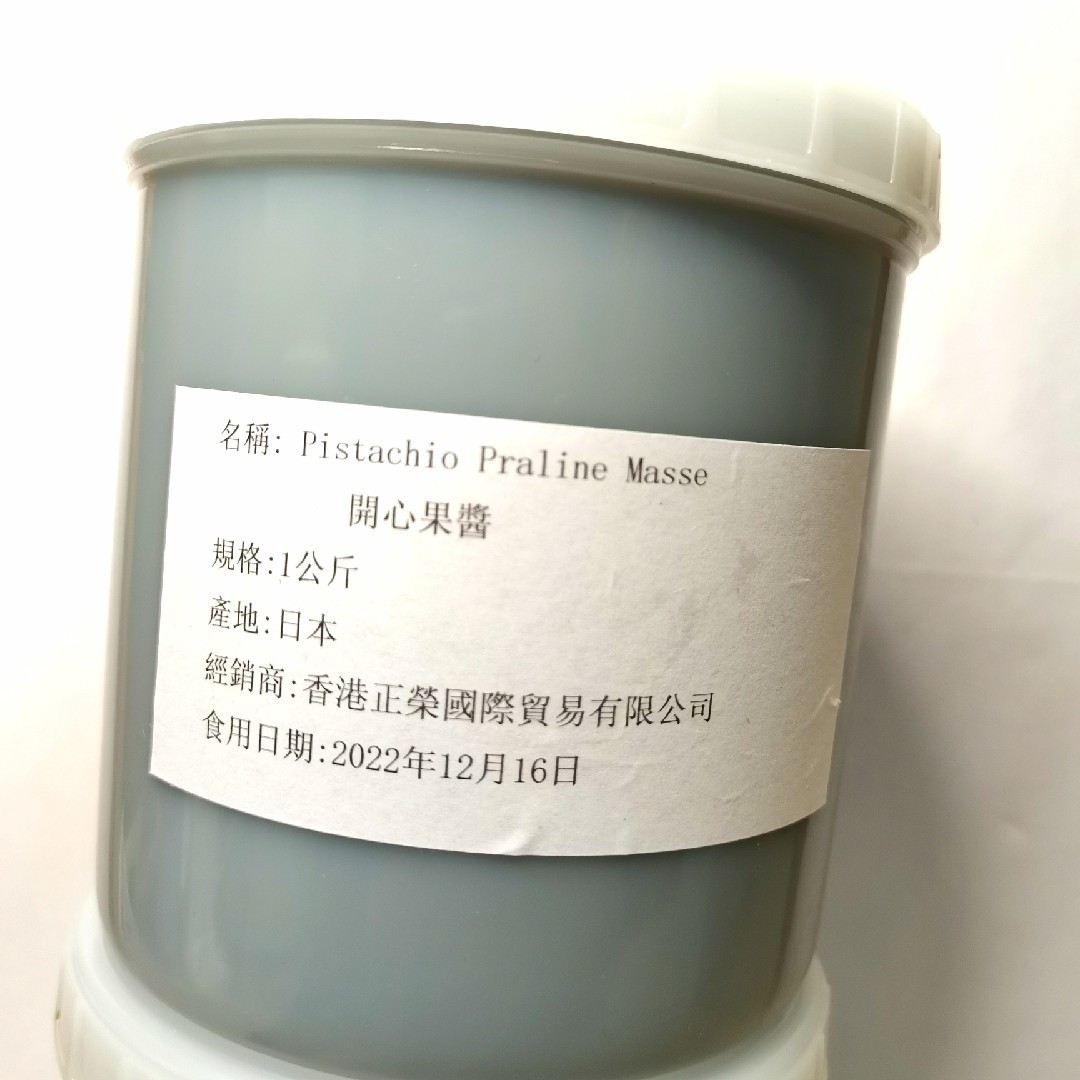 名稱: Pistachio Praline Masse
開心果醬
規格:1公斤
產地:日本
經銷商:香港正榮國際貿易有限公司
食用日期:2022年12月16日